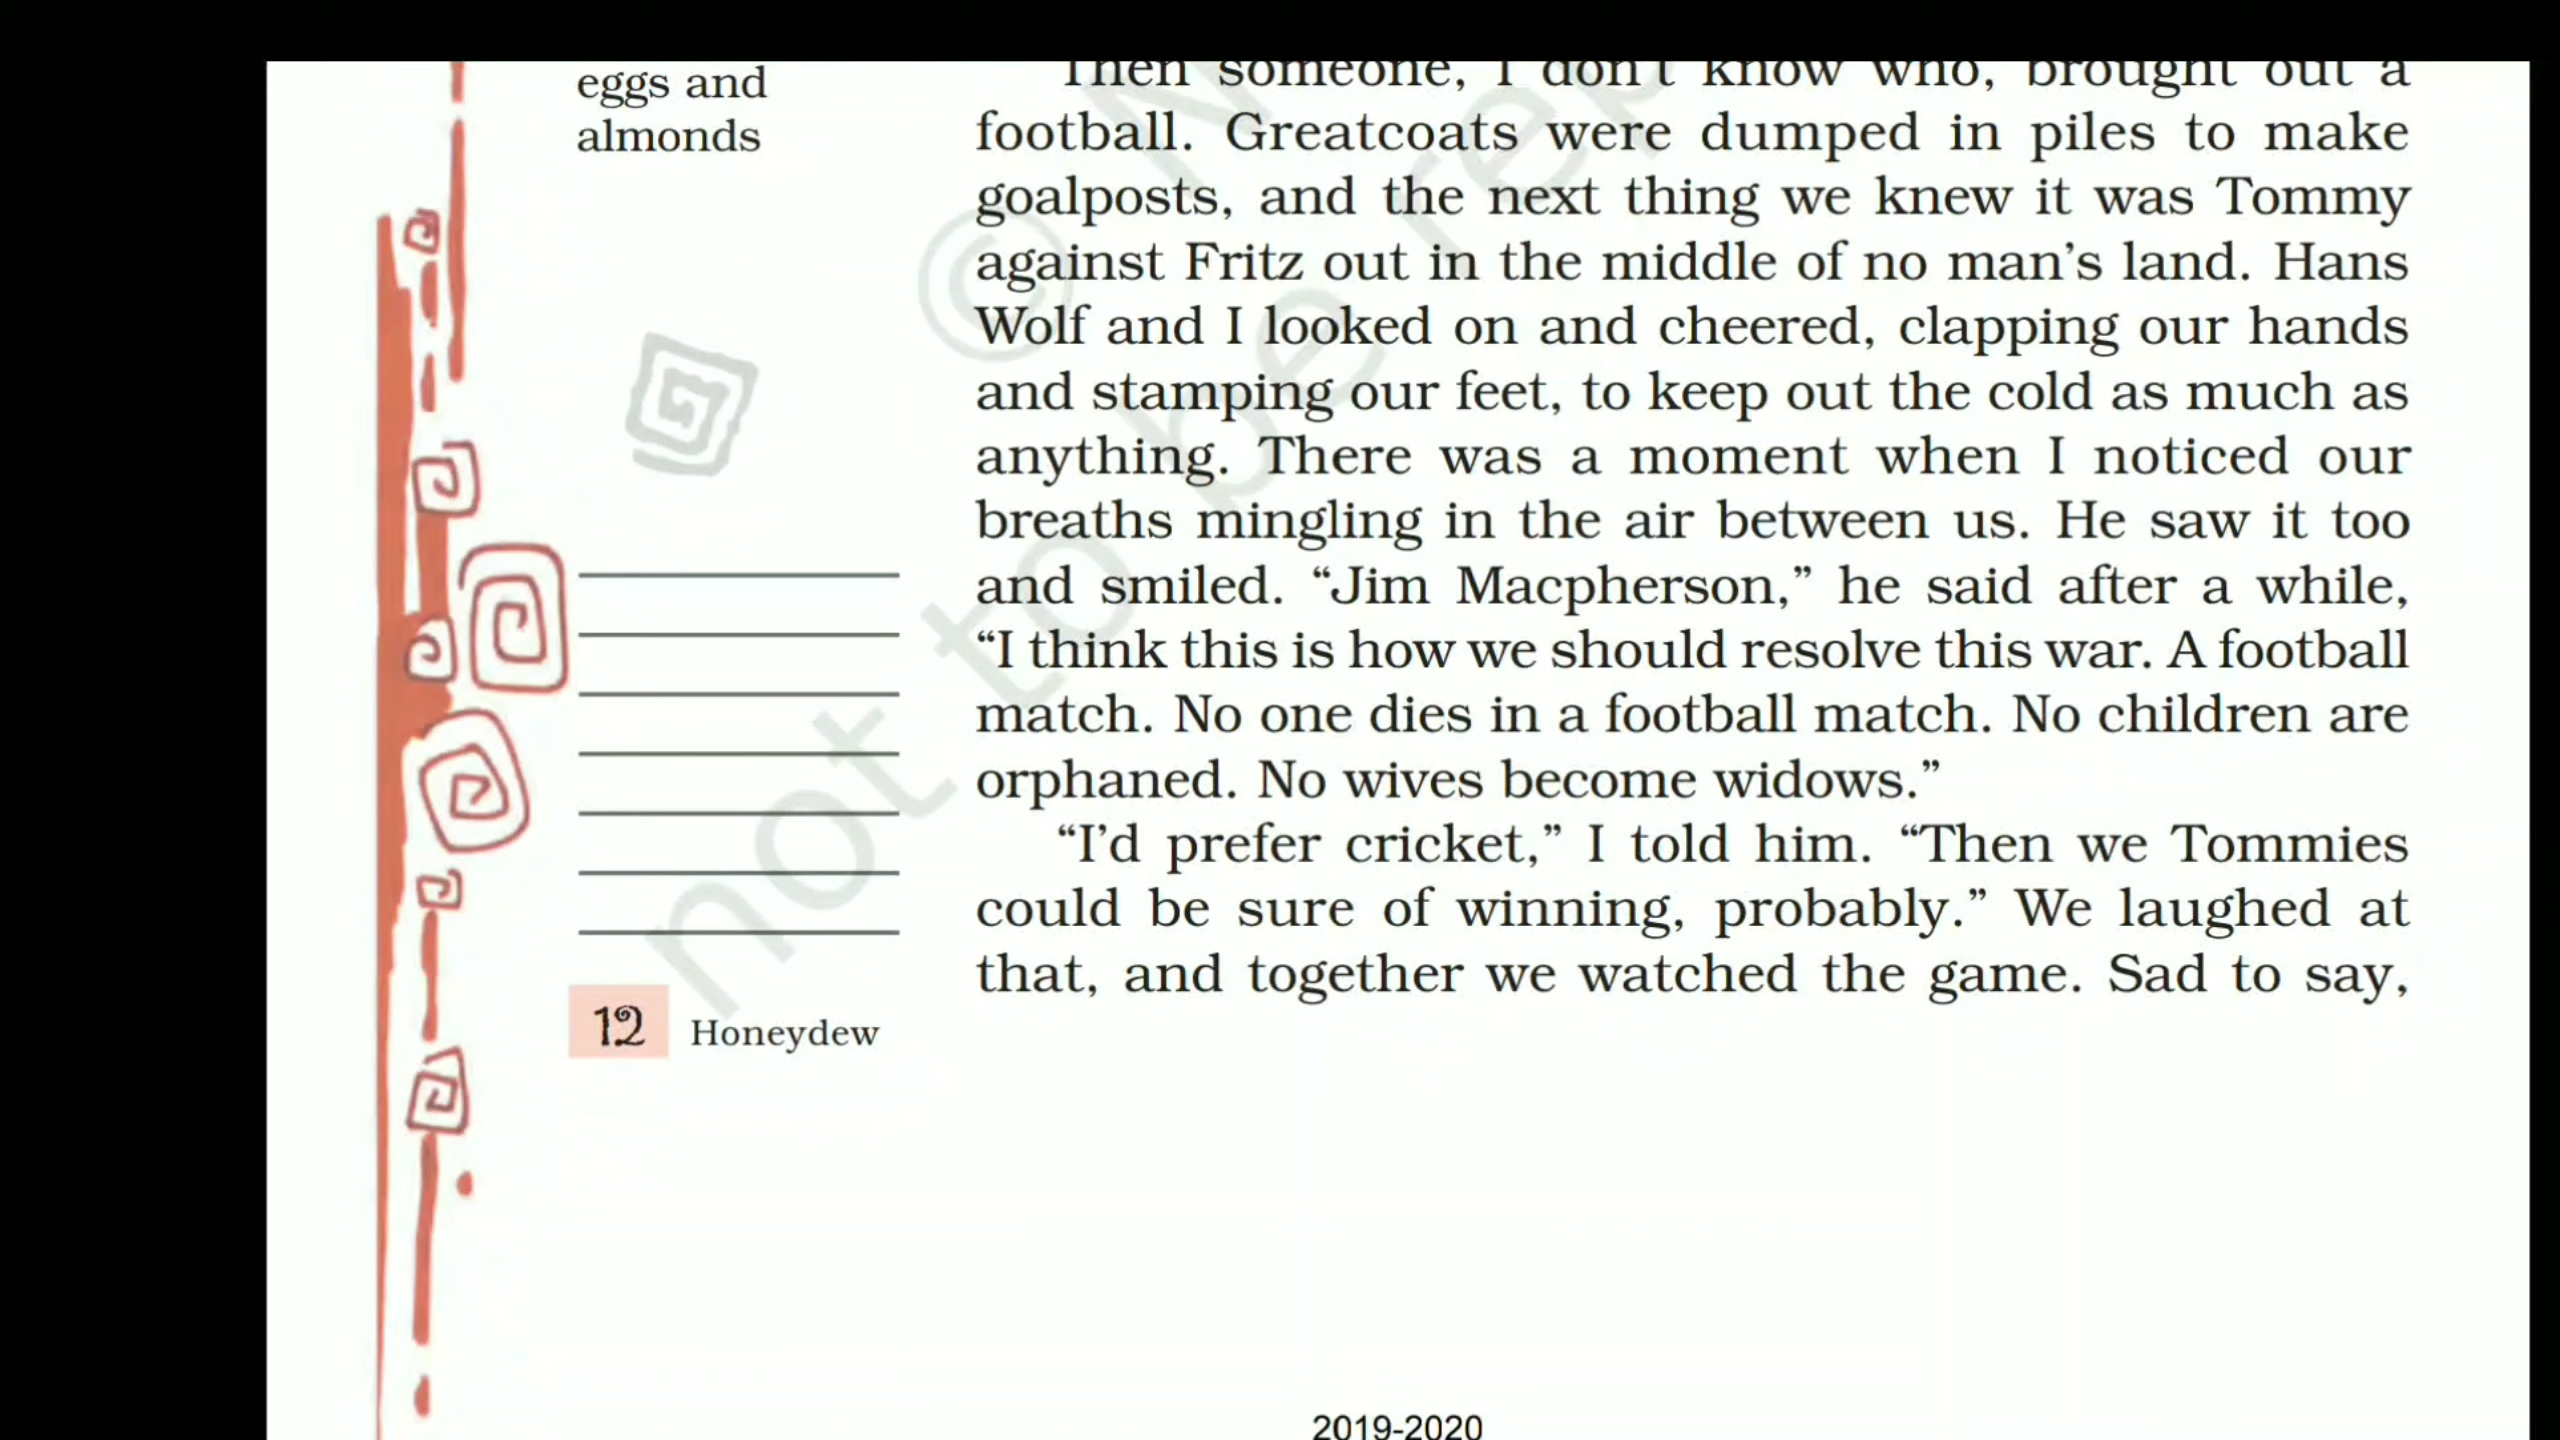 eggs and
almonds
Then someone, I don't know who, brought out a
football. Greatcoats were dumped in piles to make
goalposts, and the next thing we knew it was Tommy
against Fritz out in the middle of no man's land. Hans
Wolf and I looked on and cheered, clapping our hands
and stamping our feet, to keep out the cold as much as
anything. There was a moment when I noticed our
breaths mingling in the air between us. He saw it too
and smiled. “Jim Macpherson,” he said after a while,
“I think this is how we should resolve this war. A football
match. No one dies in a football match. No children are
orphaned. No wives become widows.”
“I’d prefer cricket,” I told him. “Then we Tommies
could be sure of winning, probably.” We laughed at
that, and together we watched the game. Sad to say,
12 Honeydew
© N
not to be rep
2019-2020